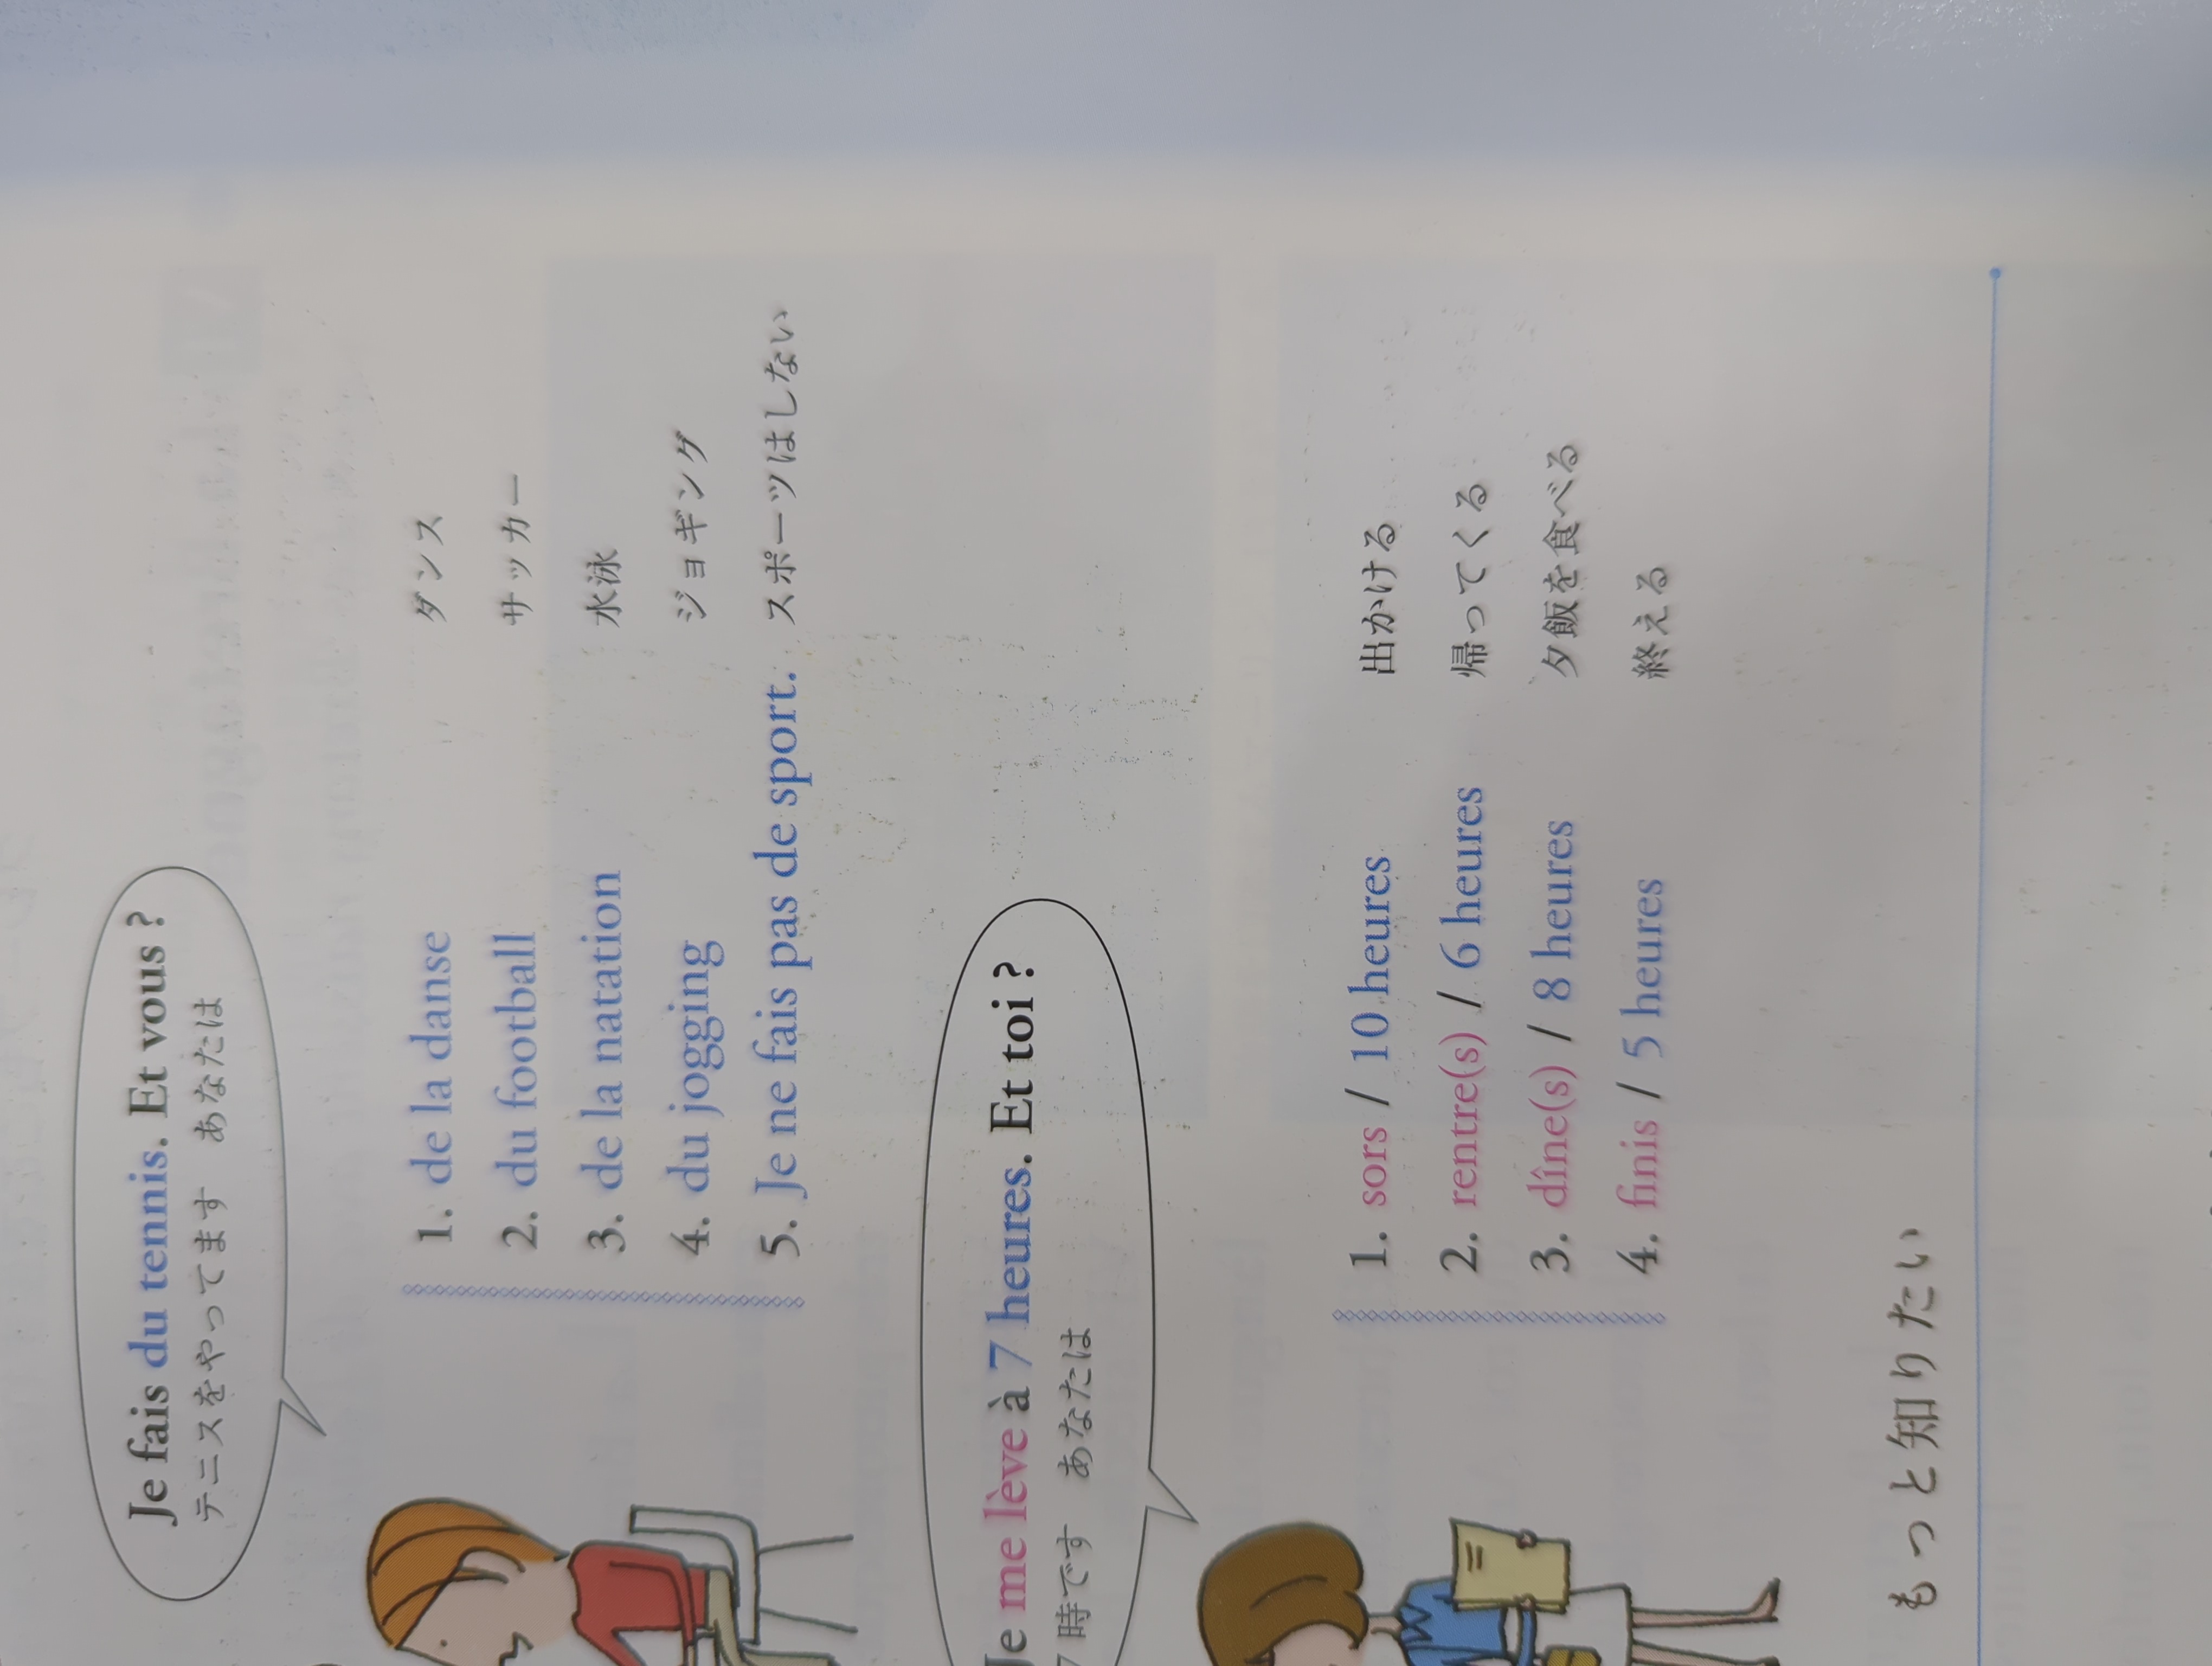 Je fais du tennis. Et vous ?
テニスをやってます　あなたは
1. de la danse ダンス
2. du football サッカー
3. de la natation 水泳
4. du jogging ジョギング
5. Je ne fais pas de sport. スポーツはしない
Je me lève à 7 heures. Et toi ?
7 時です　あなたは
1. sors / 10 heures 出かける
2. rentre(s) / 6 heures 帰ってくる
3. dîne(s) / 8 heures 夕飯を食べる
4. finis / 5 heures 終える
もっと知りたい